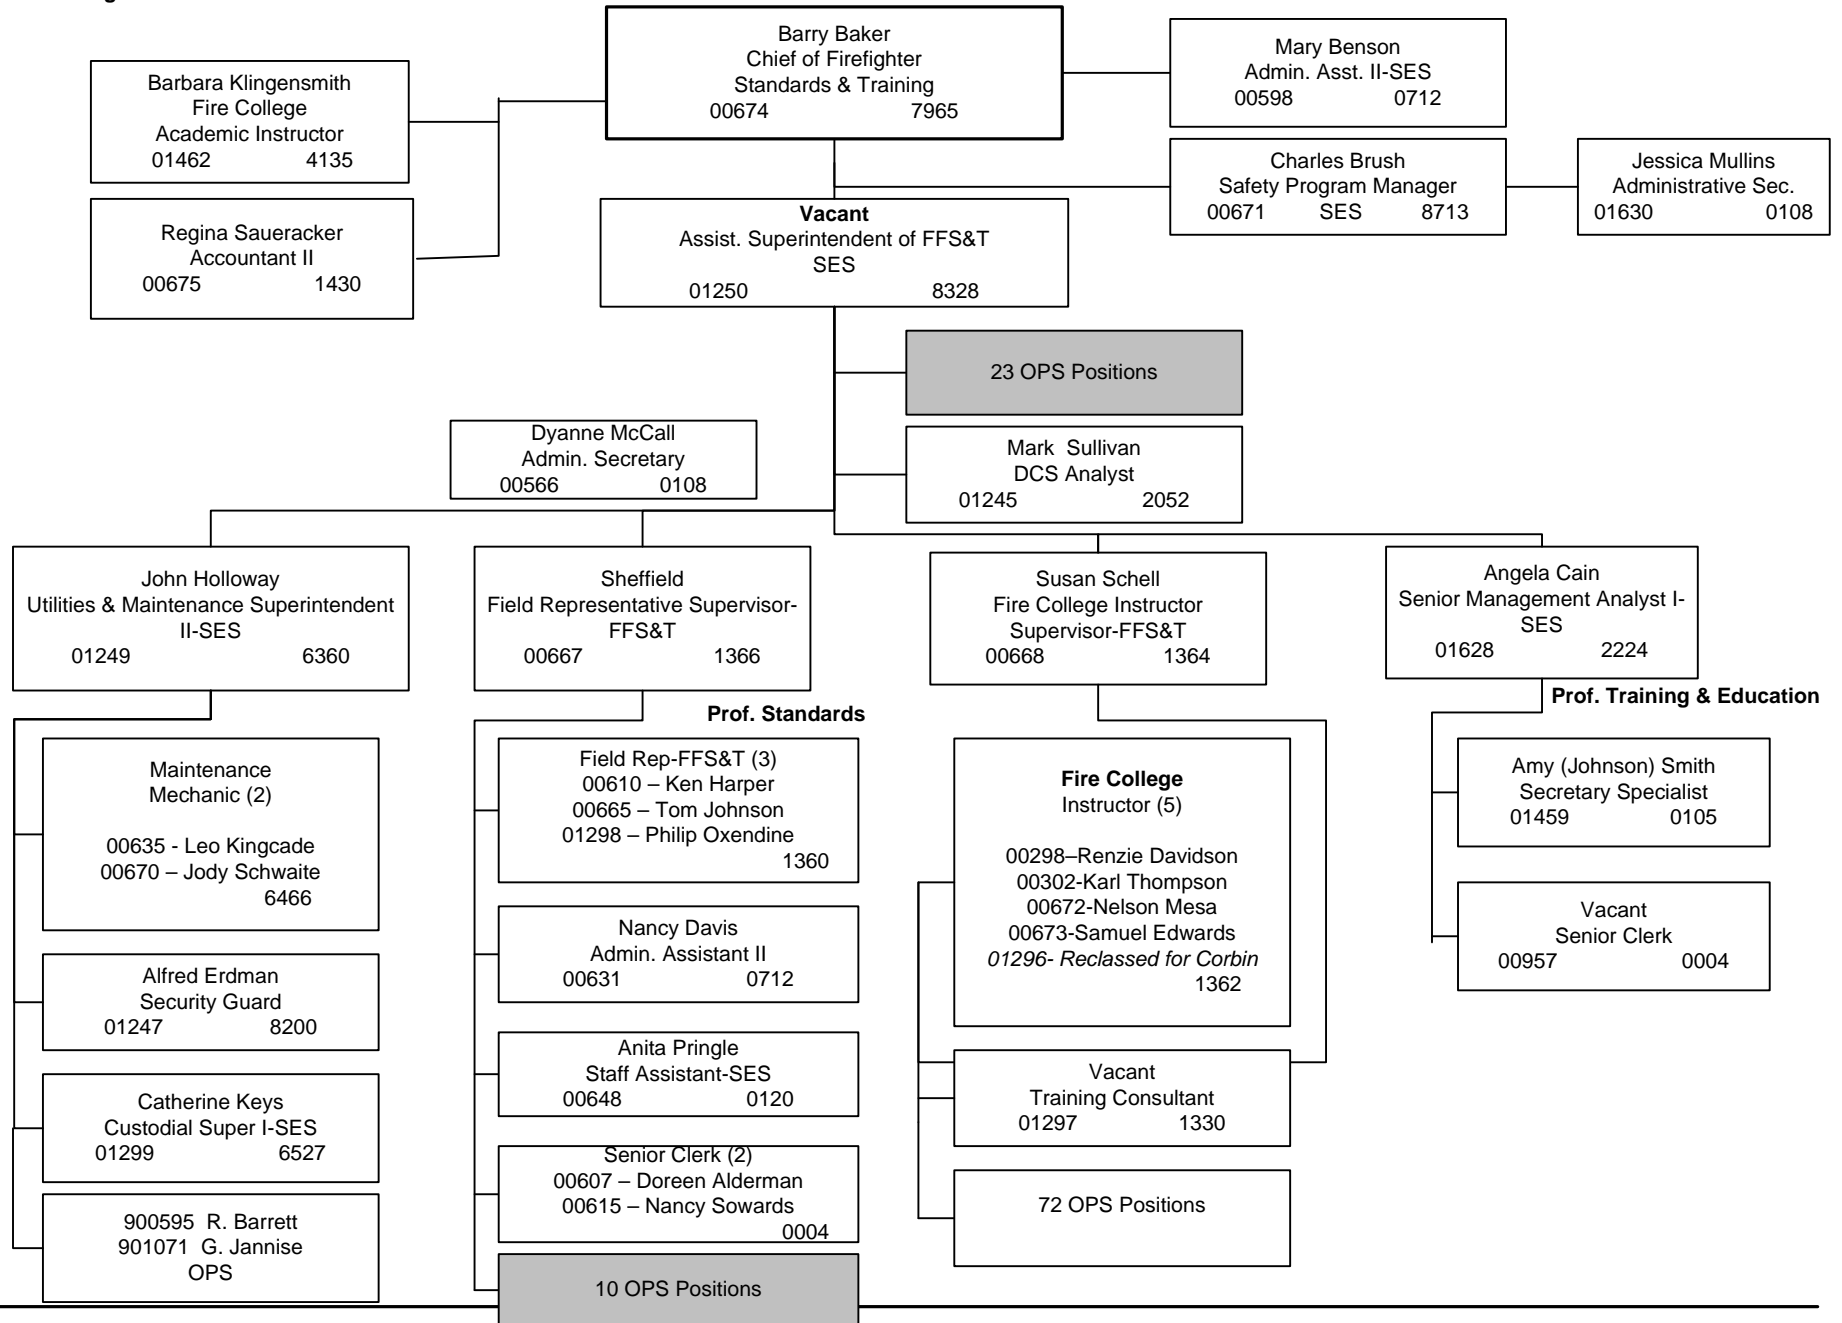 Barry Baker
Chief of Firefighter
Standards & Training
00674 7965
Mary Benson
Admin. Asst. II-SES
00598 0712
Barbara Klingensmith
Fire College
Academic Instructor
01462 4135
Charles Brush
Safety Program Manager
00671 SES 8713
Jessica Mullins
Administrative Sec.
01630 0108
Regina Saueracker
Accountant II
00675 1430
Vacant
Assist. Superintendent of FFS&T
SES
01250 8328
23 OPS Positions
Dyanne McCall
Admin. Secretary
00566 0108
Mark Sullivan
DCS Analyst
01245 2052
John Holloway
Utilities & Maintenance Superintendent
II-SES
01249 6360
Sheffield
Field Representative Supervisor-
FFS&T
00667 1366
Susan Schell
Fire College Instructor
Supervisor-FFS&T
00668 1364
Angela Cain
Senior Management Analyst I-
SES
01628 2224
Maintenance
Mechanic (2)
00635 - Leo Kingcade
00670 – Jody Schwaite
6466
Alfred Erdman
Security Guard
01247 8200
Catherine Keys
Custodial Super I-SES
01299 6527
900595 R. Barrett
901071 G. Jannise
OPS
Prof. Standards
Field Rep-FFS&T (3)
00610 – Ken Harper
00665 – Tom Johnson
01298 – Philip Oxendine
1360
Nancy Davis
Admin. Assistant II
00631 0712
Anita Pringle
Staff Assistant-SES
00648 0120
Senior Clerk (2)
00607 – Doreen Alderman
00615 – Nancy Sowards
0004
10 OPS Positions
Fire College
Instructor (5)
00298–Renzie Davidson
00302-Karl Thompson
00672-Nelson Mesa
00673-Samuel Edwards
01296- Reclassed for Corbin
1362
Vacant
Training Consultant
01297 1330
72 OPS Positions
Prof. Training & Education
Amy (Johnson) Smith
Secretary Specialist
01459 0105
Vacant
Senior Clerk
00957 0004